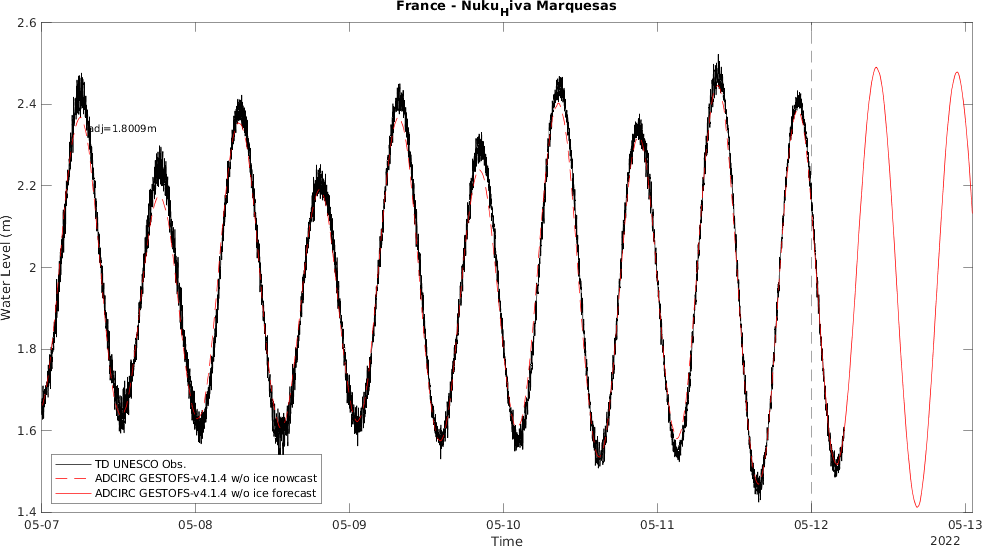 France - Nuku_Hiva Marquesas
2.6
2.4
2.2
2
1.8
1.6
1.4
Water Level (m)
adj=1.8009m
TD UNESCO Obs.
ADCIRC GESTOFS-v4.1.4 w/o ice nowcast
ADCIRC GESTOFS-v4.1.4 w/o ice forecast
05-07 05-08 05-09 05-10 05-11 05-12 05-13
Time
2022